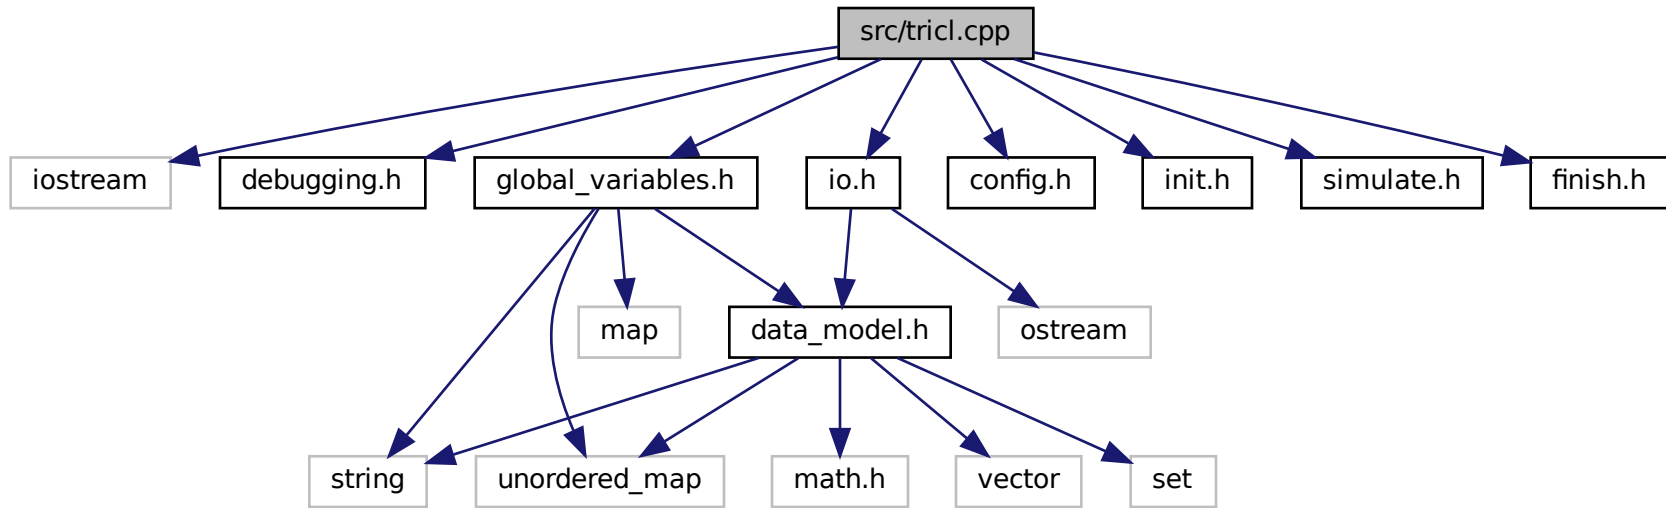 src/tricl.cpp
iostream
debugging.h
global_variables.h
io.h
config.h
init.h
simulate.h
finish.h
map
data_model.h
ostream
string
unordered_map
math.h
vector
set